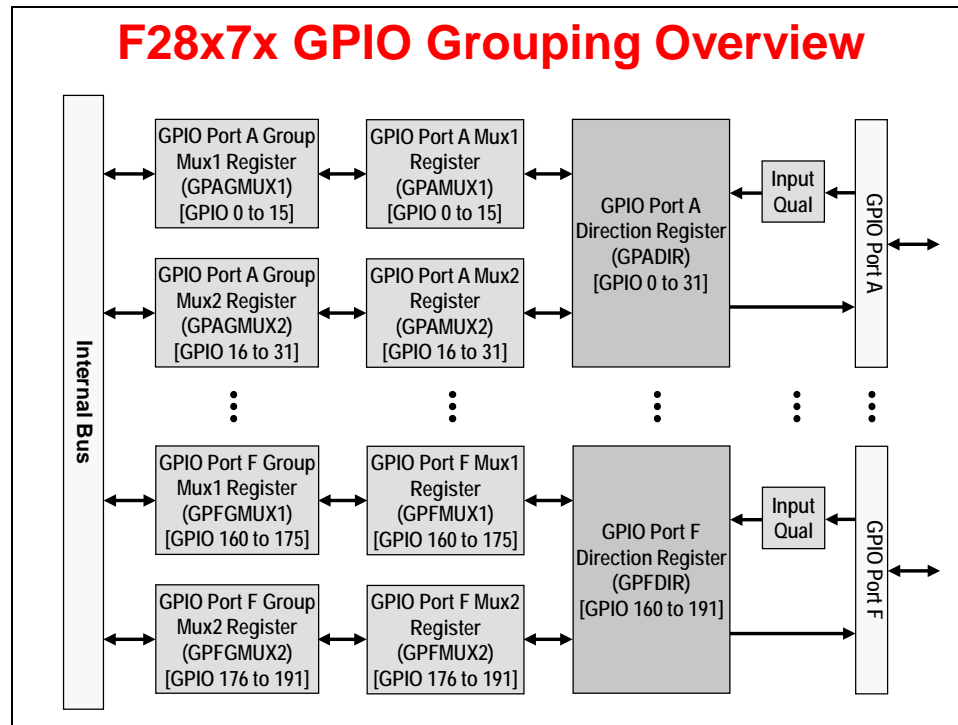 F28x7x GPIO Grouping Overview
Internal Bus
GPIO Port A Group
Mux1 Register
(GPAGMUX1)
[GPIO 0 to 15]
GPIO Port A Mux1
Register
(GPAMUX1)
[GPIO 0 to 15]
GPIO Port A
Direction Register
(GPADIR)
[GPIO 0 to 31]
Input
Qual
GPIO Port A
GPIO Port A Group
Mux2 Register
(GPAGMUX2)
[GPIO 16 to 31]
GPIO Port A Mux2
Register
(GPAMUX2)
[GPIO 16 to 31]
GPIO Port F Group
Mux1 Register
(GPFGMUX1)
[GPIO 160 to 175]
GPIO Port F Mux1
Register
(GPFMUX1)
[GPIO 160 to 175]
GPIO Port F
Direction Register
(GPFDIR)
[GPIO 160 to 191]
Input
Qual
GPIO Port F
GPIO Port F Group
Mux2 Register
(GPFGMUX2)
[GPIO 176 to 191]
GPIO Port F Mux2
Register
(GPFMUX2)
[GPIO 176 to 191]